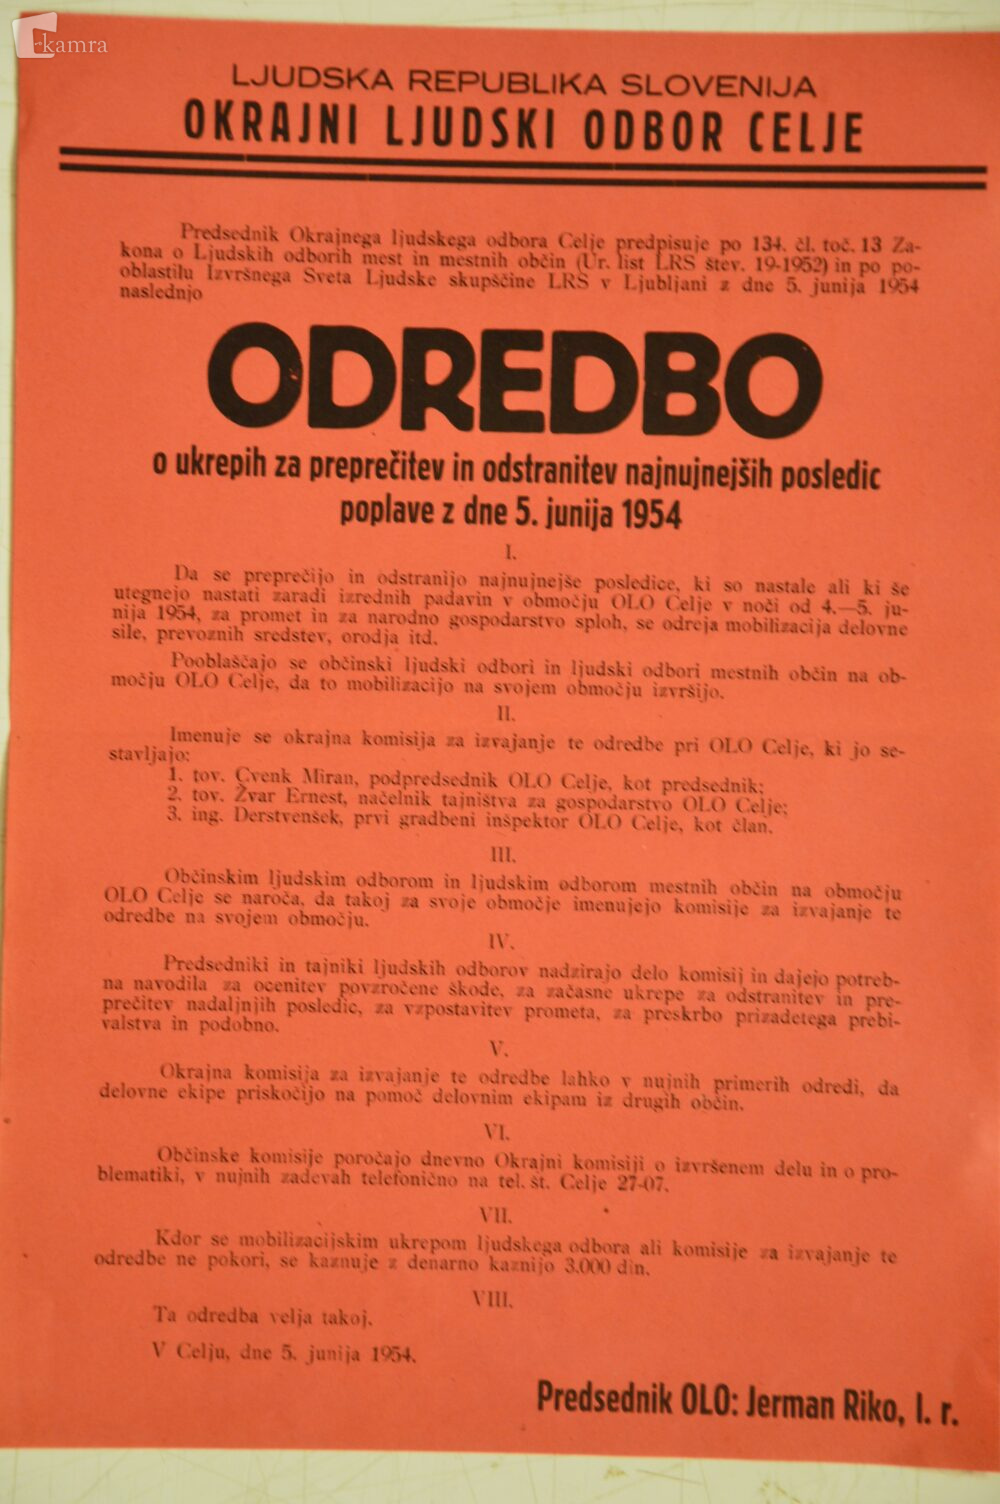 kamra
LJUDSKA REPUBLIKA SLOVENIJA
OKRAJNI LJUDSKI ODBOR CELJE
Predsednik Okrajnega ljudskega odbora Celje predpisuje po 134. čl. toč. 13 Za-
kona o Ljudskih odborih mest in mestnih občin (Ur. list LRS štev. 19-1952) in po po-
oblastilu Izvršnega Sveta Ljudske skupščine LRS v Ljubljani z dne 5. junija 1954
naslednjo
ODREDBO
o ukrepih za preprečitev in odstranitev najnujnejših posledic
poplave z dne 5. junija 1954
I.
Da se preprečijo in odstranijo najnujnejše posledice, ki so nastale ali ki še
utegnejo nastati zaradi izrednih padavin v območju OLO Celje v noči od 4.—5. ju-
nija 1954, za promet in za narodno gospodarstvo sploh, se odreja mobilizacija delovne
sile, prevoznih sredstev, orodja itd.
Pooblaščajo se občinski ljudski odbori in ljudski odbori mestnih občin na ob-
močju OLO Celje, da to mobilizacijo na svojem območju izvršijo.
II.
Imenuje se okrajna komisija za izvajanje te odredbe pri OLO Celje, ki jo se-
stavljajo:
1. tov. Cvenk Miran, podpredsednik OLO Celje, kot predsednik;
2. tov. Žvar Ernest, načelnik tajništva za gospodarstvo OLO Celje;
3. ing. Derstvenšek, prvi gradbeni inšpektor OLO Celje, kot član.
III.
Občinskim ljudskim odborom in ljudskim odborom mestnih občin na območju
OLO Celje se naroča, da takoj za svoje območje imenujejo komisije za izvajanje te
odredbe na svojem območju.
IV.
Predsedniki in tajniki ljudskih odborov nadzirajo delo komisij in dajejo potreb-
na navodila za ocenitev povzročene škode, za začasne ukrepe za odstranitev in pre-
prečitev nadaljnjih posledic, za vzpostavitev prometa, za preskrbo prizadetega prebi-
valstva in podobno.
V.
Okrajna komisija za izvajanje te odredbe lahko v nujnih primerih odredi, da
delovne ekipe priskočijo na pomoč delovnim ekipam iz drugih občin.
VI.
Občinske komisije poročajo dnevno Okrajni komisiji o izvršenem delu in o pro-
blematiki, v nujnih zadevah telefonično na tel. št. Celje 27-07.
VII.
Kdor se mobilizacijskim ukrepom ljudskega odbora ali komisije za izvajanje te
odredbe ne pokori, se kaznuje z denarno kaznijo 3.000 din.
VIII.
Ta odredba velja takoj.
V Celju, dne 5. junija 1954.
Predsednik OLO: Jerman Riko, l. r.